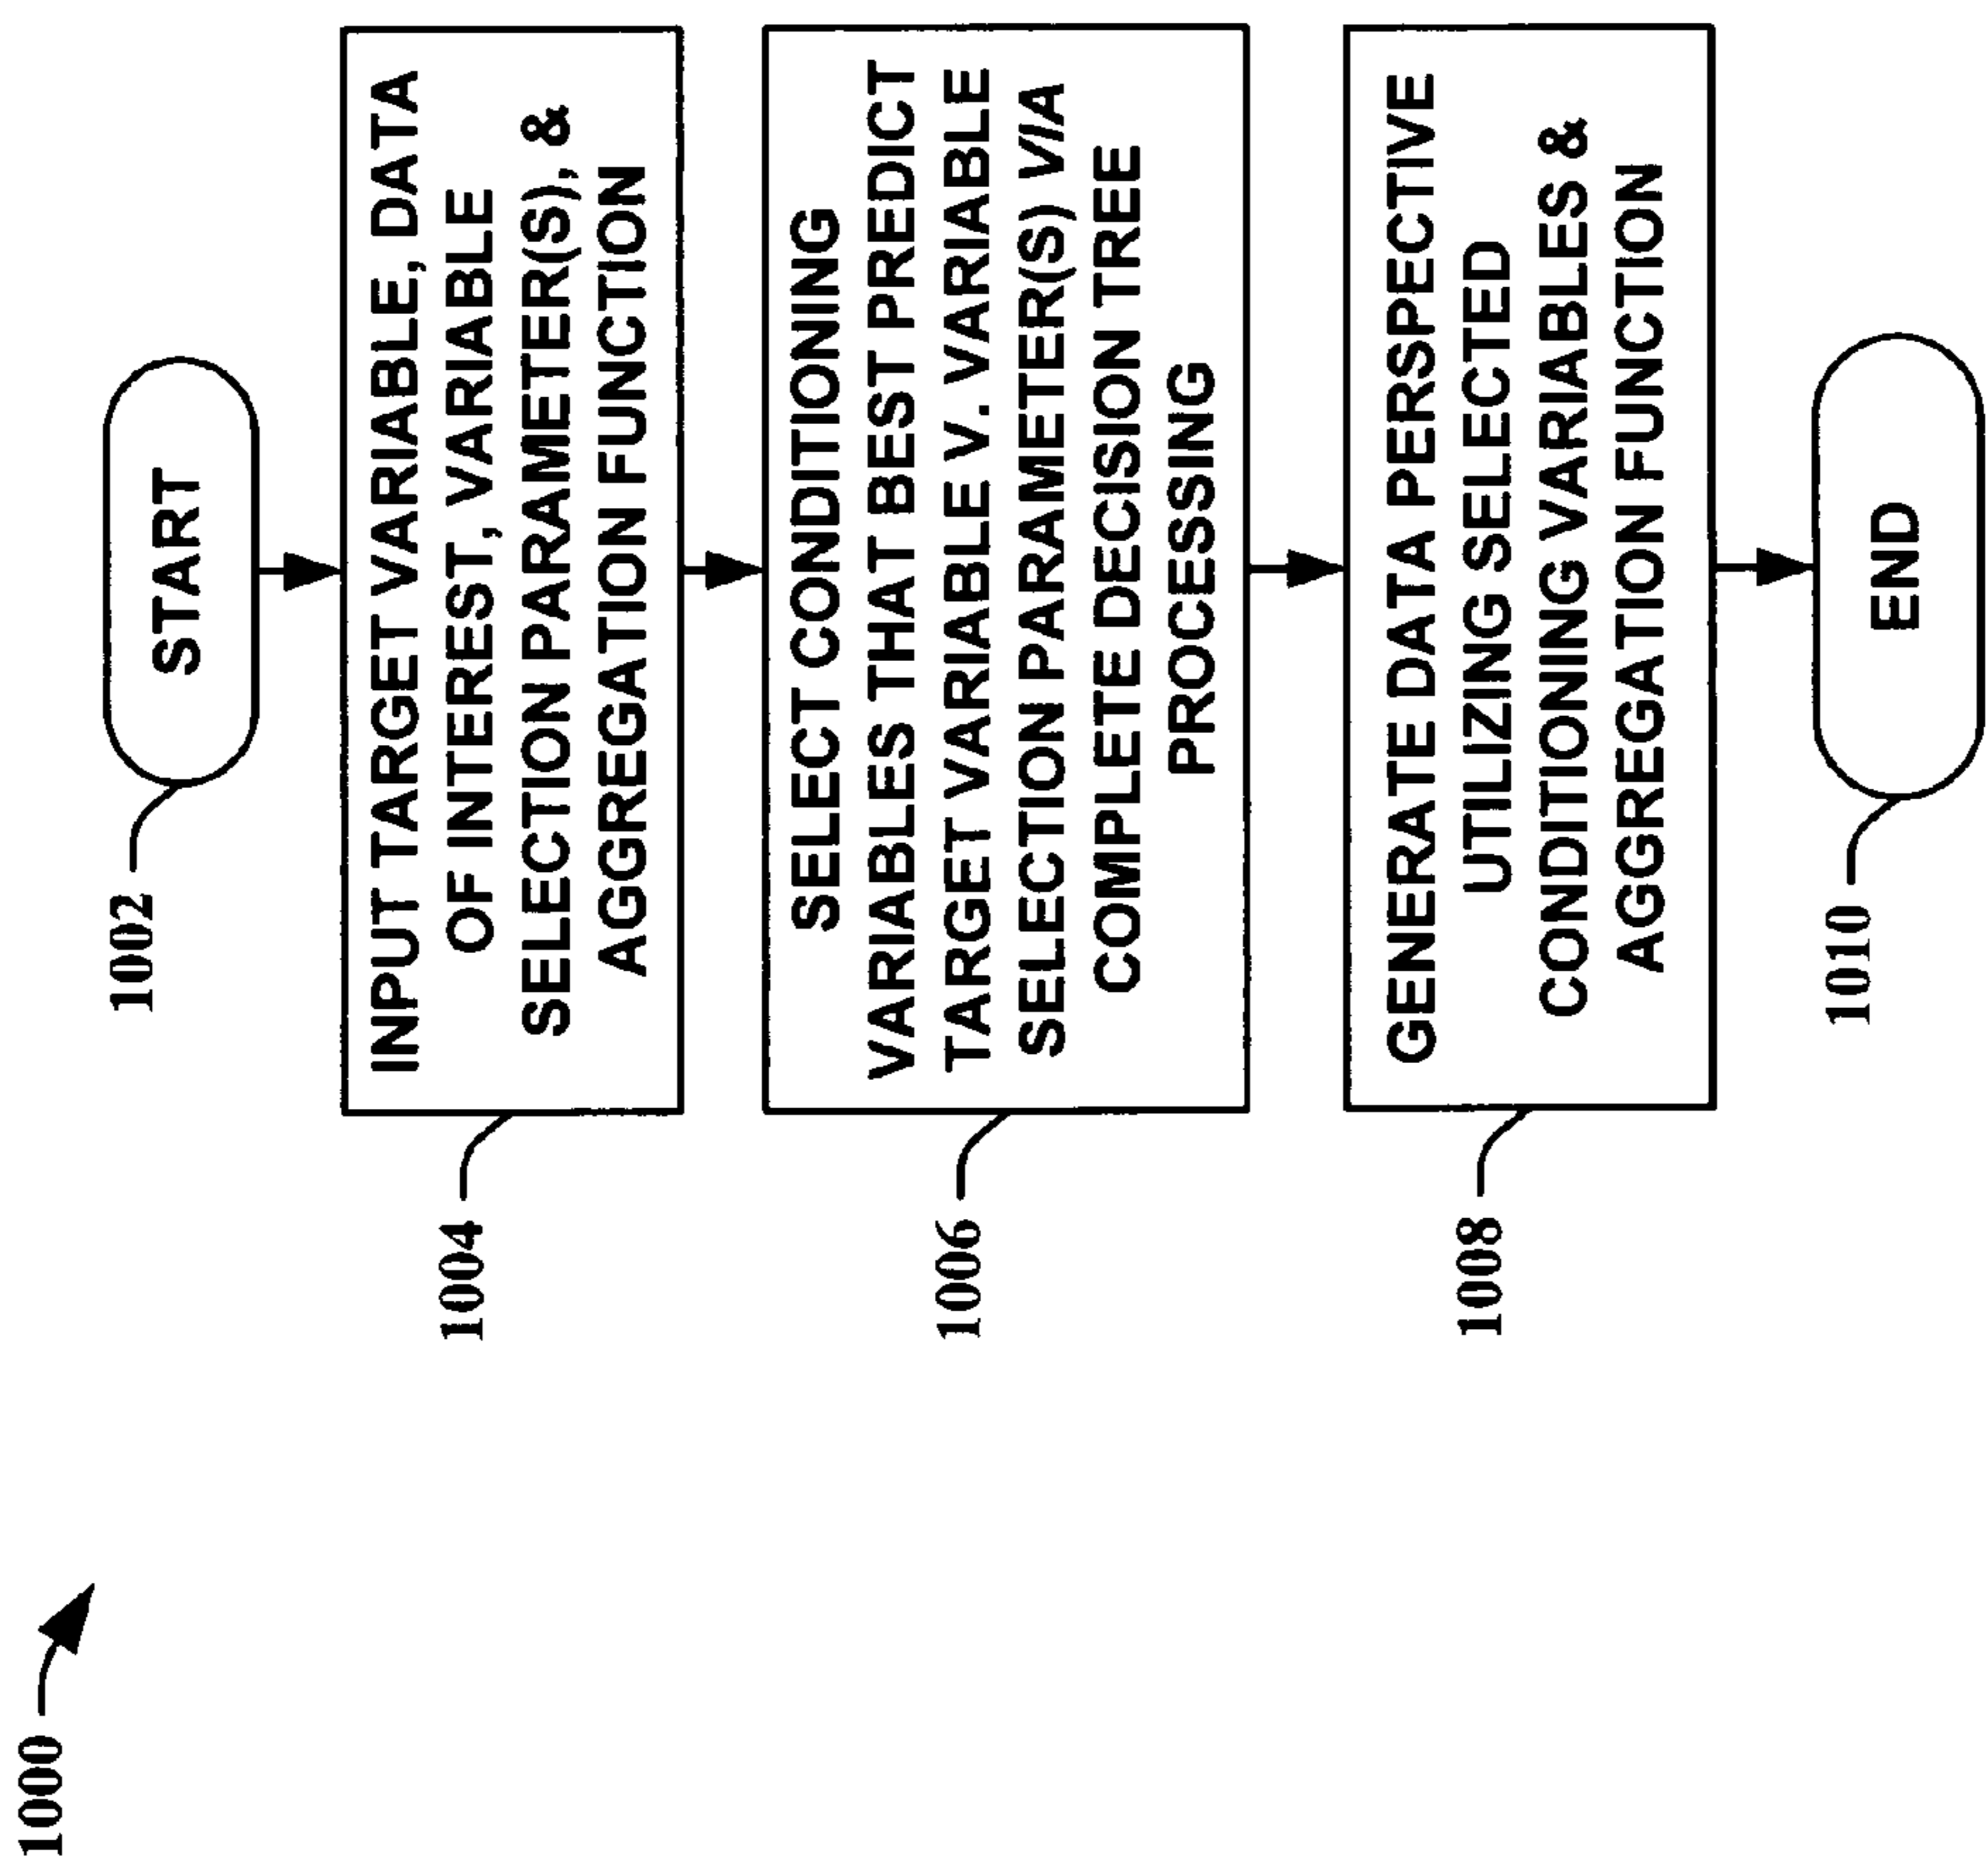 1000
1002
START
1004
INPUT TARGET VARIABLE, DATA
OF INTEREST, VARIABLE
SELECTION PARAMETER(S), &
AGGREGATION FUNCTION
1006
SELECT CONDITIONING
VARIABLES THAT BEST PREDICT
TARGET VARIABLE V. VARIABLE
SELECTION PARAMETER(S) VIA
COMPLETE DECISION TREE
PROCESSING
1008
GENERATE DATA PERSPECTIVE
UTILIZING SELECTED
CONDITIONING VARIABLES &
AGGREGATION FUNCTION
1010
END